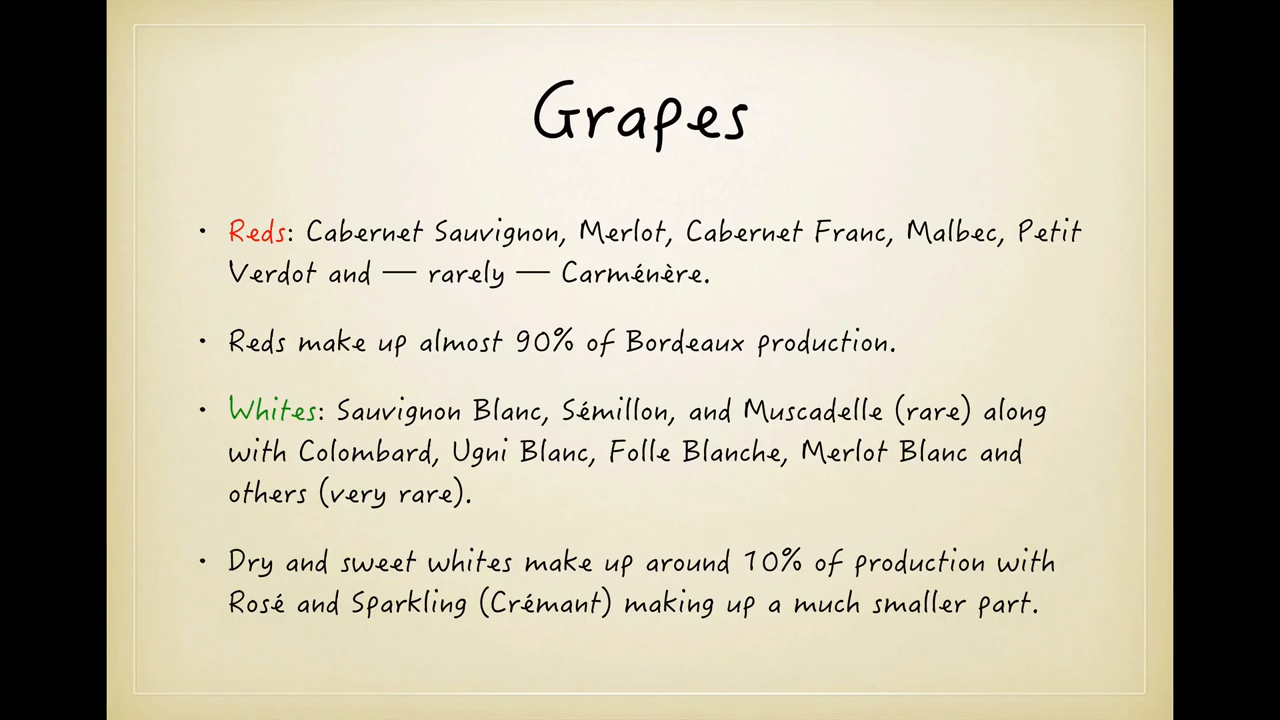 Grapes
• Reds: Cabernet Sauvignon, Merlot, Cabernet Franc, Malbec, Petit
Verdot and — rarely — Carménère.
• Reds make up almost 90% of Bordeaux production.
• Whites: Sauvignon Blanc, Sémillon, and Muscadelle (rare) along
with Colombard, Ugni Blanc, Folle Blanche, Merlot Blanc and
others (very rare).
• Dry and sweet whites make up around 10% of production with
Rosé and Sparkling (Crémant) making up a much smaller part.